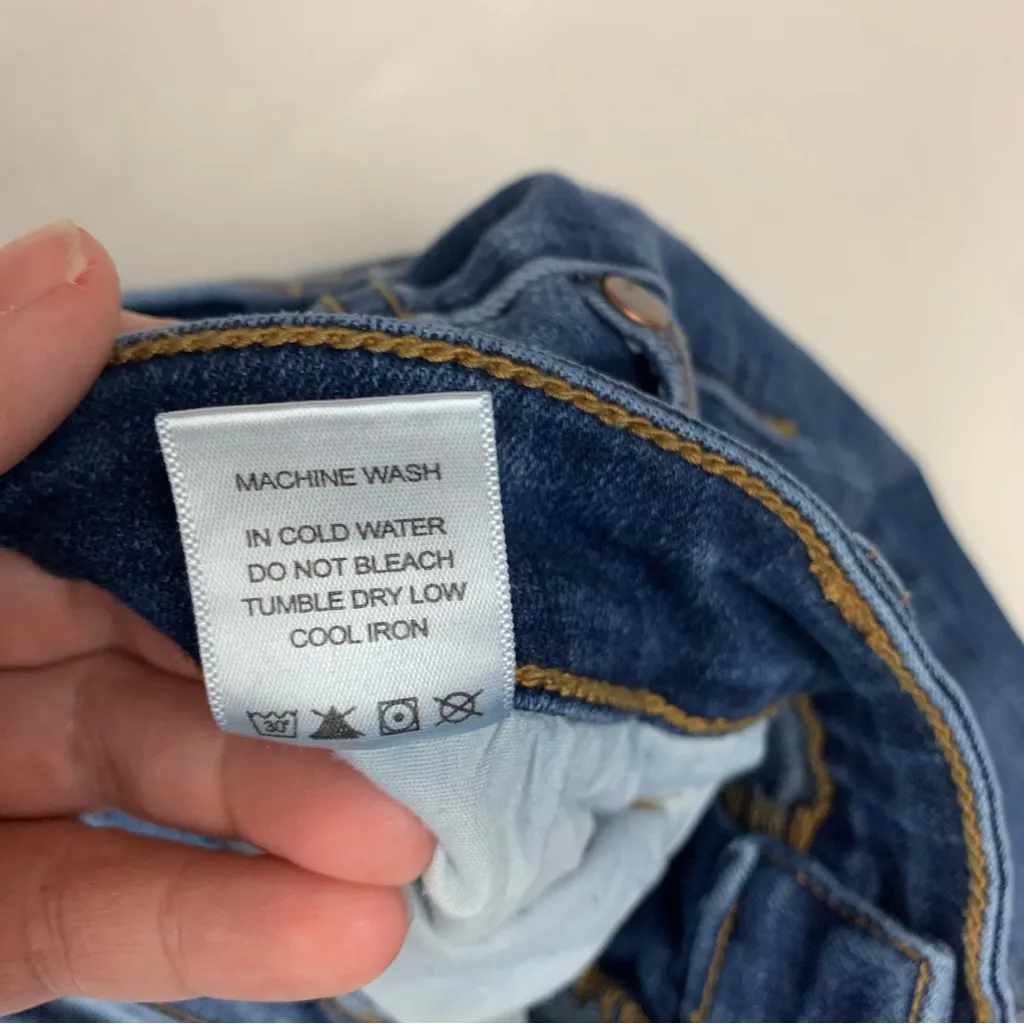 MACHINE WASH
IN COLD WATER
DO NOT BLEACH
TUMBLE DRY LOW
COOL IRON
30°